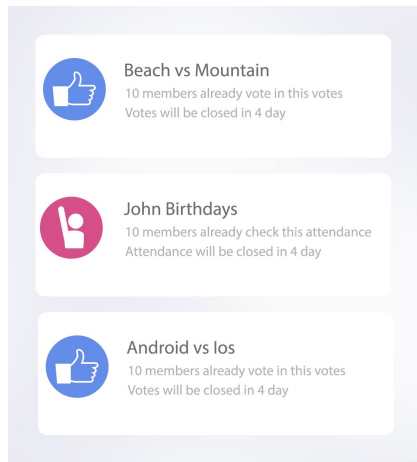 Beach vs Mountain
10 members already vote in this votes
Votes will be closed in 4 day
John Birthdays
10 members already check this attendance
Attendance will be closed in 4 day
Android vs Ios
10 members already vote in this votes
Votes will be closed in 4 day